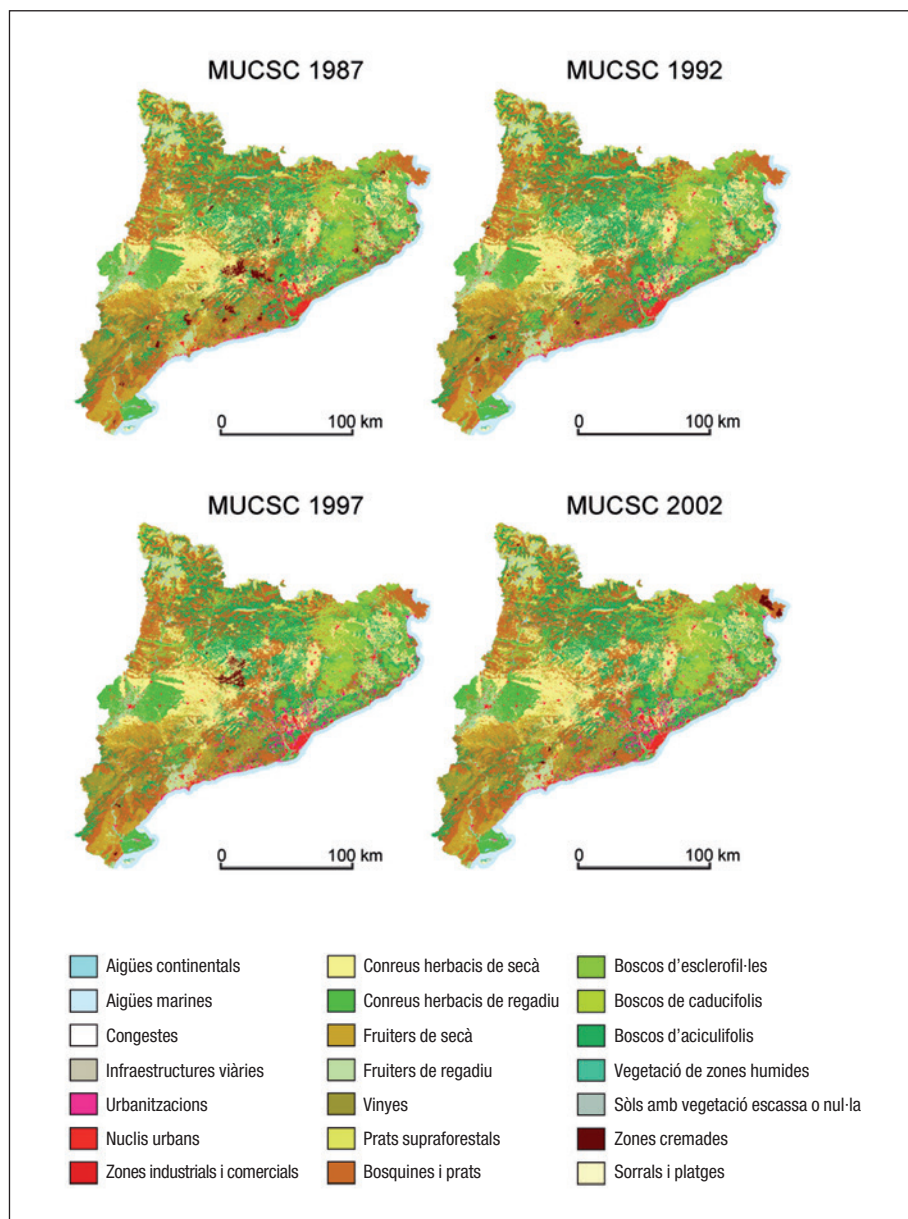 MUCSC 1987
MUCSC 1992
0 100 km
0 100 km
MUCSC 1997
MUCSC 2002
0 100 km
0 100 km
Aigües continentals
Aigües marines
Congestes
Infraestructures viàries
Urbanitzacions
Nuclis urbans
Zones industrials i comercials
Conreus herbacis de secà
Conreus herbacis de regadiu
Fruiters de secà
Fruiters de regadiu
Vinyes
Prats supraforestals
Bosquines i prats
Boscos d'esclerofil·les
Boscos de caducifolis
Boscos d'aciculifolis
Vegetació de zones humides
Sòls amb vegetació escassa o nul·la
Zones cremades
Sorrals i platges